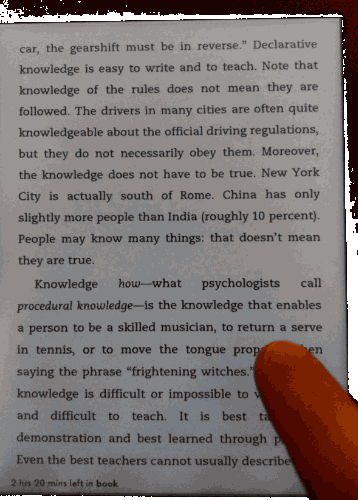 car, the gearshift must be in reverse.” Declarative
knowledge is easy to write and to teach. Note that
knowledge of the rules does not mean they are
followed. The drivers in many cities are often quite
knowledgeable about the official driving regulations,
but they do not necessarily obey them. Moreover,
the knowledge does not have to be true. New York
City is actually south of Rome. China has only
slightly more people than India (roughly 10 percent).
People may know many things: that doesn’t mean
they are true.
Knowledge how—what psychologists call
procedural knowledge—is the knowledge that enables
a person to be a skilled musician, to return a serve
in tennis, or to move the tongue
saying the phrase “frightening witches.”
knowledge is difficult or impossible to
and difficult to teach. It is best
demonstration and best learned through
Even the best teachers cannot usually describe
2 hrs 20 mins left in book